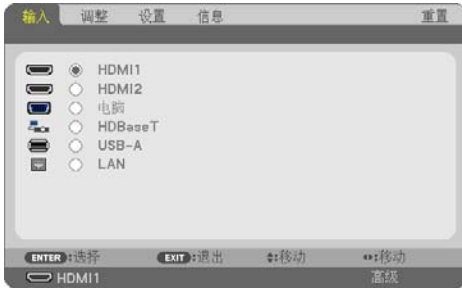 输入 调整 设置 信息 重置
HDMI1
HDMI2
电脑
HDBaseT
USB-A
LAN
ENTER:选择 EXIT:退出 :移动 :移动
HDMI1 高级